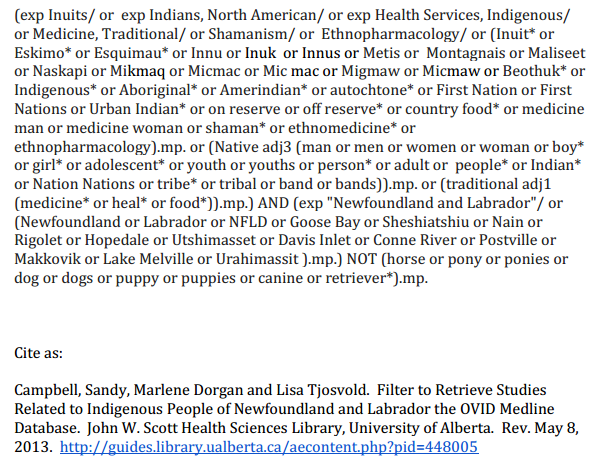 (exp Inuits/ or  exp Indians, North American/ or exp Health Services, Indigenous/
or Medicine, Traditional/ or Shamanism/ or  Ethnopharmacology/ or (Inuit* or
Eskimo* or Esquimau* or Innu or Inuk  or Innus or Metis or  Montagnais or Maliseet
or Naskapi or Mikmaq or Micmac or Mic mac or Migmaw or Micmaw or Beothuk* or
Indigenous* or Aboriginal* or Amerindian* or autochtone* or First Nation or First
Nations or Urban Indian* or on reserve or off reserve* or country food* or medicine
man or medicine woman or shaman* or ethnomedicine* or
ethnopharmacology).mp. or (Native adj3 (man or men or women or woman or boy*
or girl* or adolescent* or youth or youths or person* or adult or  people* or Indian*
or Nation Nations or tribe* or tribal or band or bands)).mp. or (traditional adj1
(medicine* or heal* or food*)).mp.) AND (exp "Newfoundland and Labrador"/ or
(Newfoundland or Labrador or NFLD or Goose Bay or Sheshiatshiu or Nain or
Rigolet or Hopedale or Utshimasset or Davis Inlet or Conne River or Postville or
Makkovik or Lake Melville or Urahimassit ).mp.) NOT (horse or pony or ponies or
dog or dogs or puppy or puppies or canine or retriever*).mp.
Cite as:
Campbell, Sandy, Marlene Dorgan and Lisa Tjosvold.  Filter to Retrieve Studies
Related to Indigenous People of Newfoundland and Labrador the OVID Medline
Database.  John W. Scott Health Sciences Library, University of Alberta.  Rev. May 8,
2013.  http://guides.library.ualberta.ca/aecontent.php?pid=448005